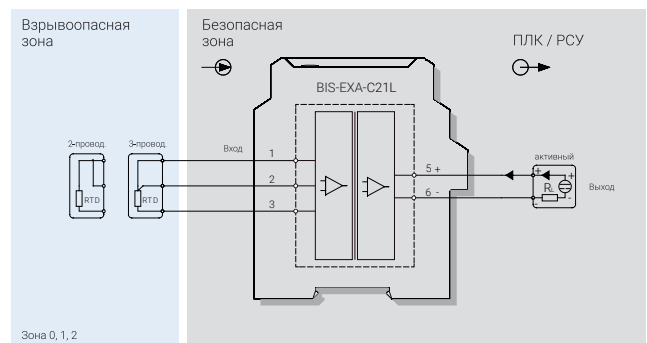 Взрывоопасная
зона
Безопасная
зона
ПЛК / РСУ
BIS-EXA-C21L
2-провод.
3-провод.
RTD
RTD
Вход
1
2
3
5 +
6 -
активный
+
+
RL
-
-
Выход
Зона 0, 1, 2